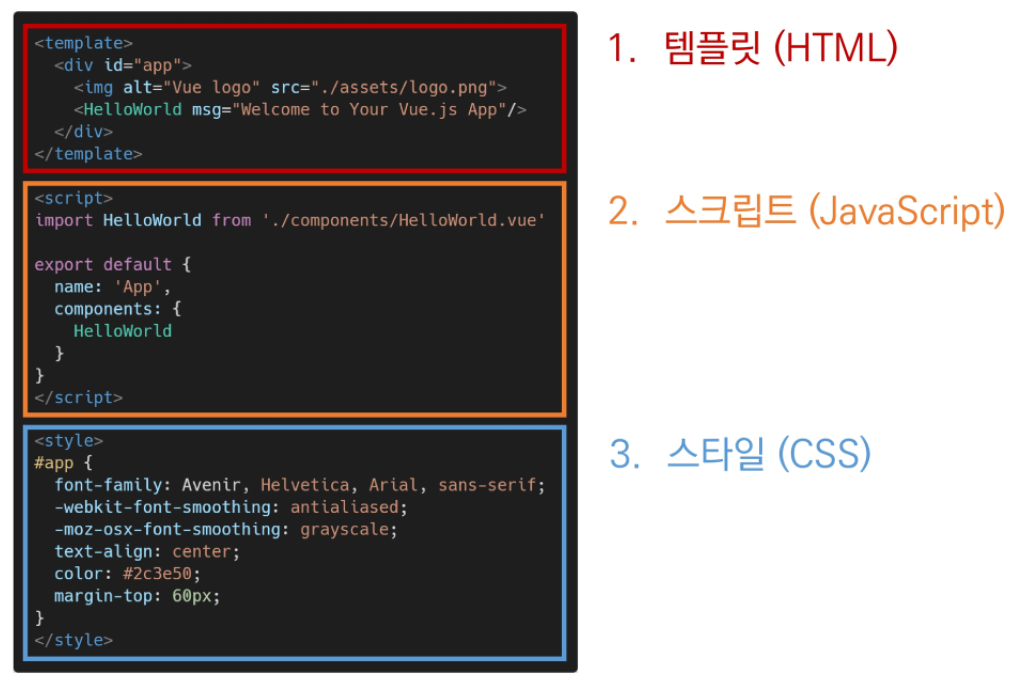 <template>
  <div id="app">
    <img alt="Vue logo" src="./assets/logo.png">
    <HelloWorld msg="Welcome to Your Vue.js App"/>
  </div>
</template>
1. 템플릿 (HTML)
<script>
import HelloWorld from './components/HelloWorld.vue'

export default {
  name: 'App',
  components: {
    HelloWorld
  }
}
</script>
2. 스크립트 (JavaScript)
<style>
#app {
  font-family: Avenir, Helvetica, Arial, sans-serif;
  -webkit-font-smoothing: antialiased;
  -moz-osx-font-smoothing: grayscale;
  text-align: center;
  color: #2c3e50;
  margin-top: 60px;
}
</style>
3. 스타일 (CSS)